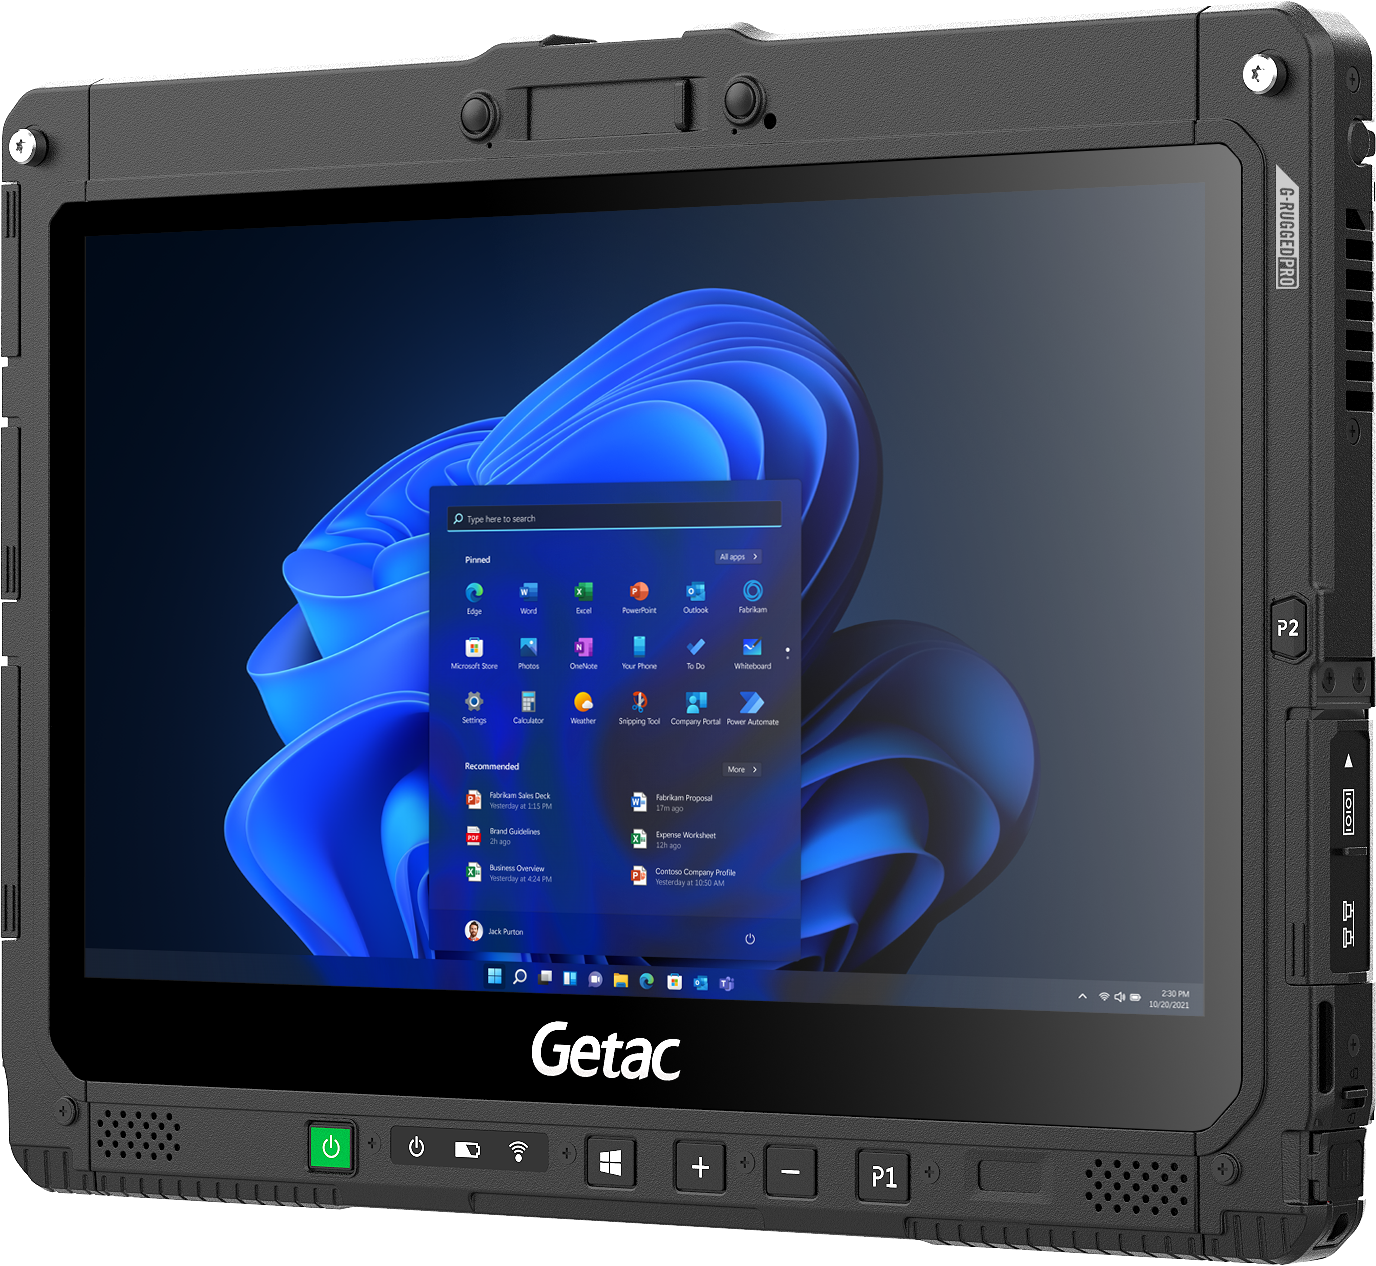 G-RUGGEDPRO
Type here to search
Pinned
All apps >
Edge
Word
Excel
PowerPoint
Outlook
Fabrikam
Microsoft Store
Photos
OneNote
Your Phone
To Do
Whiteboard
Settings
Calculator
Weather
Snipping Tool
Company Portal
Power Automate
Recommended
More >
Fabrikam Sales Deck
Yesterday at 1:15 PM
Fabrikam Proposal
17m ago
Brand Guidelines
2h ago
Expense Worksheet
12h ago
Business Overview
Yesterday at 4:24 PM
Contoso Company Profile
Yesterday at 10:50 AM
Jack Purton
2:30 PM
10/20/2021
P2
Getac
+
−
P1